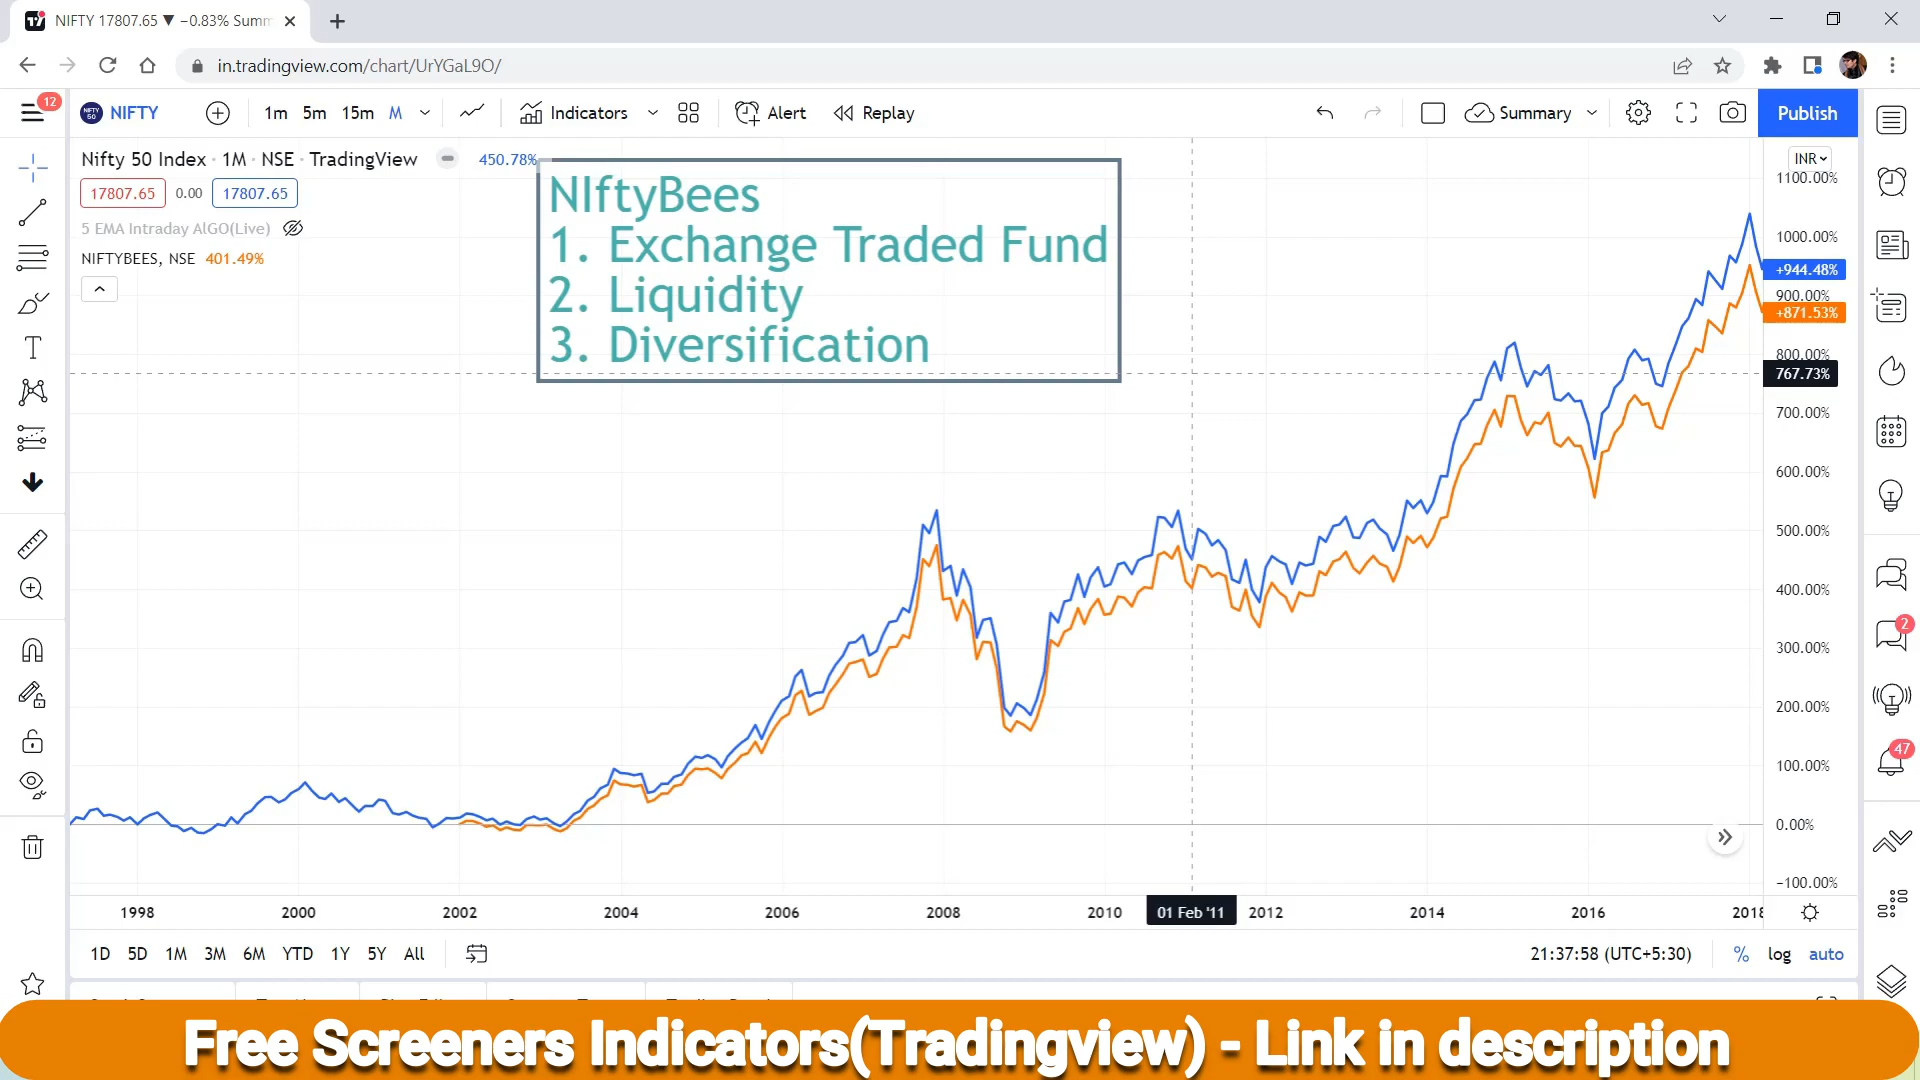 NIFTY 17807.65 ▼ −0.83% Summ
in.tradingview.com/chart/UrYGaL9O/
12
NIFTY 50
NIFTY
1m
5m
15m
M
Indicators
Alert
Replay
Summary
Publish
Nifty 50 Index · 1M · NSE · TradingView
450.78%
17807.65
0.00
17807.65
5 EMA Intraday AlGO(Live)
NIFTYBEES, NSE 401.49%
NIftyBees
1. Exchange Traded Fund
2. Liquidity
3. Diversification
INR
1100.00%
1000.00%
+944.48%
900.00%
+871.53%
800.00%
767.73%
700.00%
600.00%
500.00%
400.00%
300.00%
200.00%
100.00%
0.00%
−100.00%
2
47
1998
2000
2002
2004
2006
2008
2010
01 Feb '11
2012
2014
2016
2018
1D
5D
1M
3M
6M
YTD
1Y
5Y
All
21:37:58 (UTC+5:30)
%
log
auto
Free Screeners Indicators(Tradingview) - Link in description